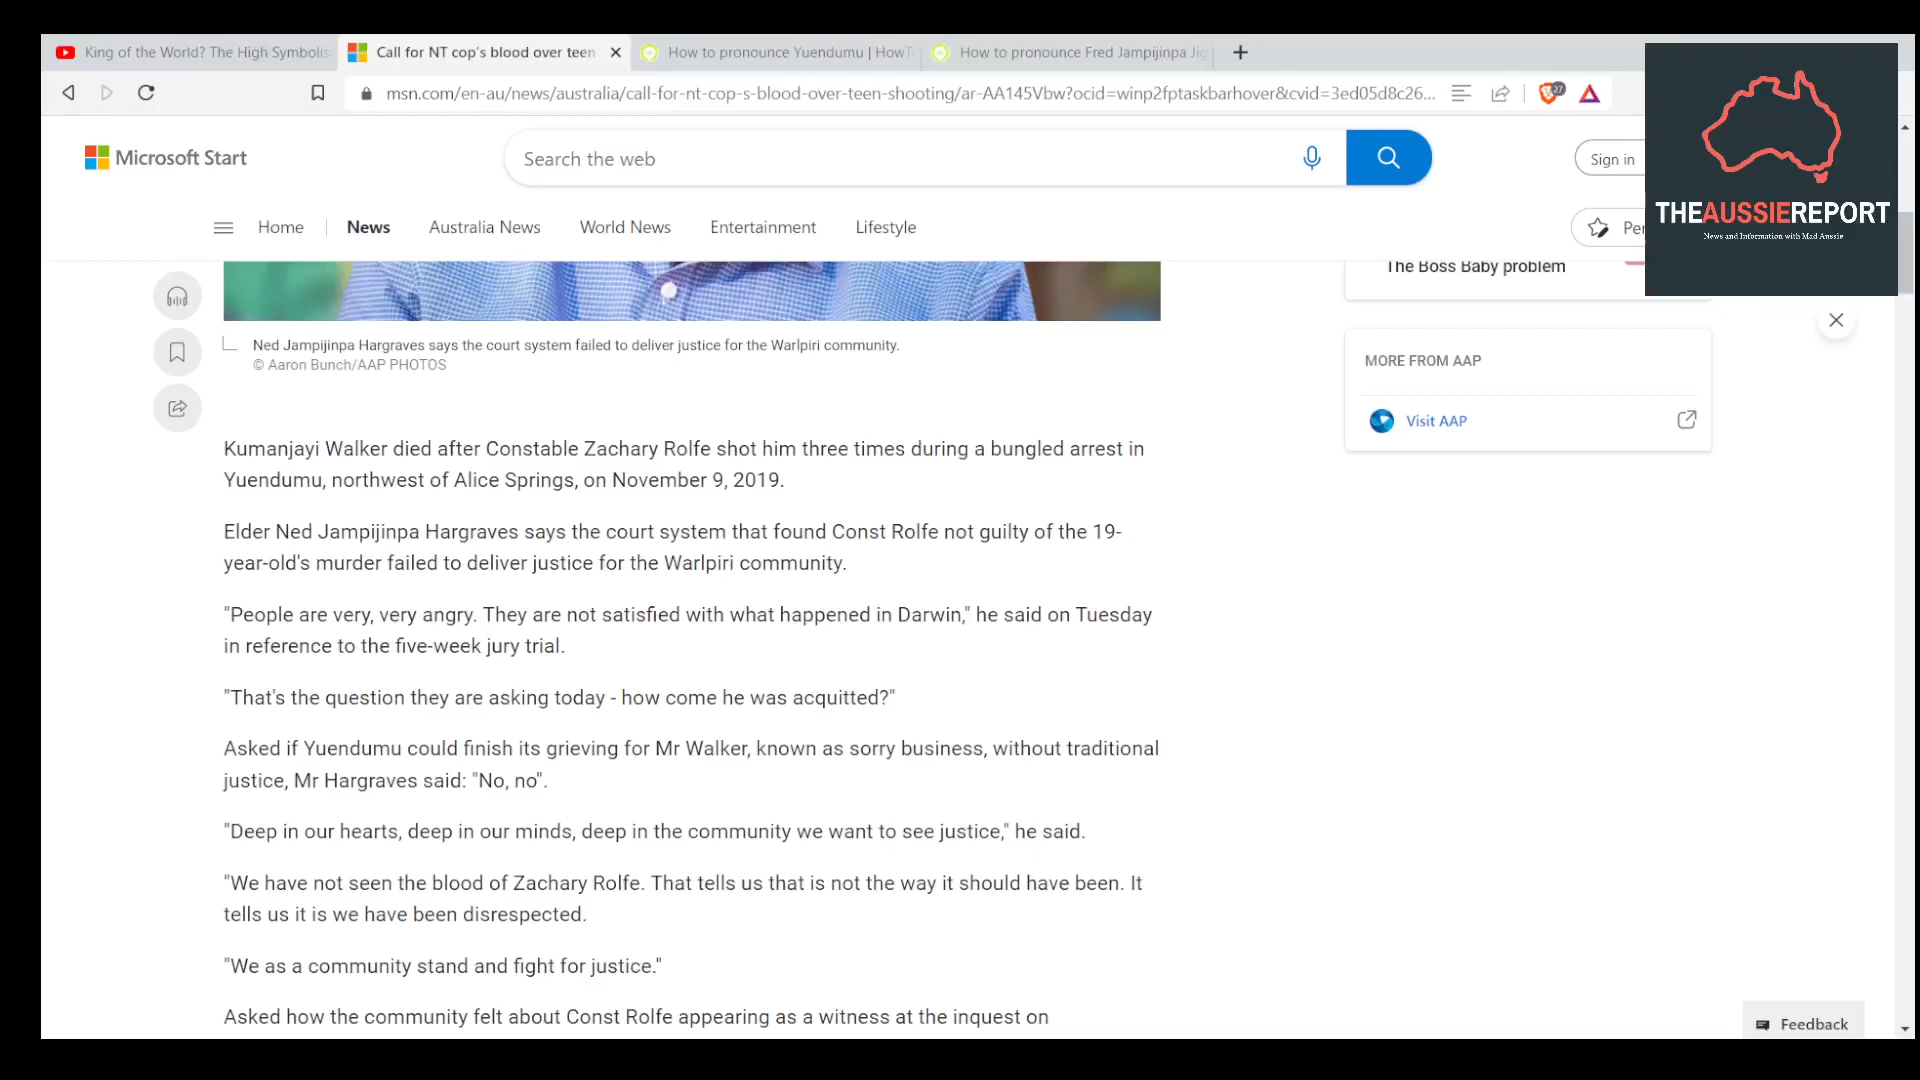 King of the World? The High Symbolis
Call for NT cop's blood over teen
How to pronounce Yuendumu | HowT
How to pronounce Fred Jampijinpa Jig
msn.com/en-au/news/australia/call-for-nt-cop-s-blood-over-teen-shooting/ar-AA145Vbw?ocid=winp2fptaskbarhover&cvid=3ed05d8c26...
27
Microsoft Start
Search the web
Sign in
Home
News
Australia News
World News
Entertainment
Lifestyle
Per
THEAUSSIEREPORT
News and Information with Mad Aussie
The Boss Baby problem
Ned Jampijinpa Hargraves says the court system failed to deliver justice for the Warlpiri community.
© Aaron Bunch/AAP PHOTOS
MORE FROM AAP
Visit AAP
Kumanjayi Walker died after Constable Zachary Rolfe shot him three times during a bungled arrest in
Yuendumu, northwest of Alice Springs, on November 9, 2019.
Elder Ned Jampijinpa Hargraves says the court system that found Const Rolfe not guilty of the 19-
year-old's murder failed to deliver justice for the Warlpiri community.
"People are very, very angry. They are not satisfied with what happened in Darwin," he said on Tuesday
in reference to the five-week jury trial.
"That's the question they are asking today - how come he was acquitted?"
Asked if Yuendumu could finish its grieving for Mr Walker, known as sorry business, without traditional
justice, Mr Hargraves said: "No, no".
"Deep in our hearts, deep in our minds, deep in the community we want to see justice," he said.
"We have not seen the blood of Zachary Rolfe. That tells us that is not the way it should have been. It
tells us it is we have been disrespected.
"We as a community stand and fight for justice."
Asked how the community felt about Const Rolfe appearing as a witness at the inquest on
Feedback